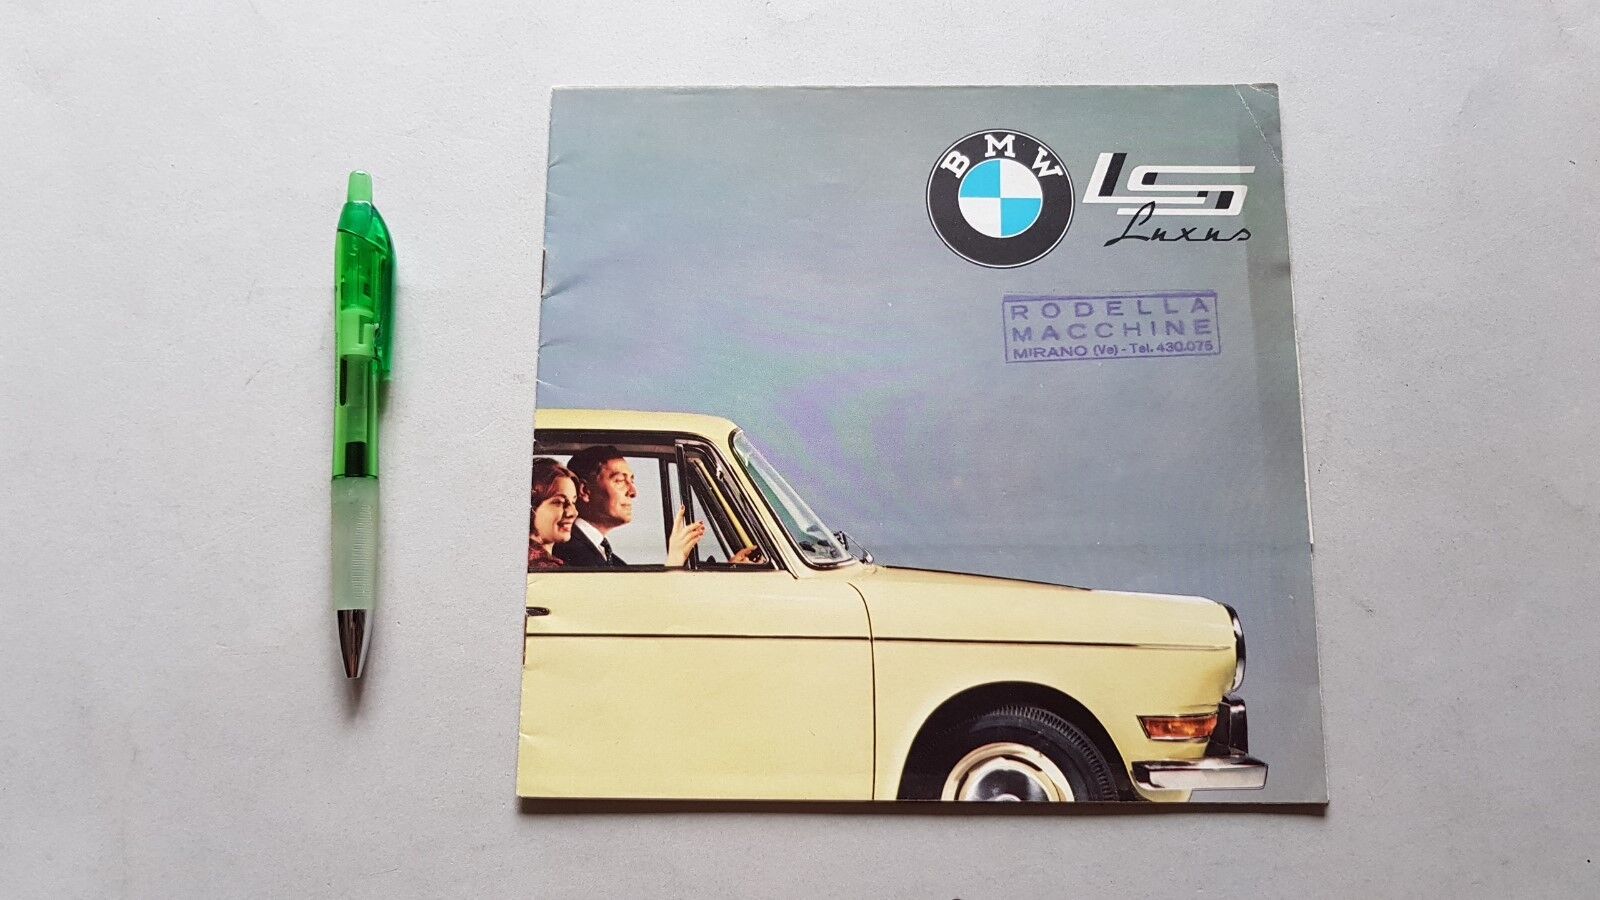 BMW
LS
Luxus
RODELLA
MACCHINE
MIRANO (Ve) - Tel. 430.075